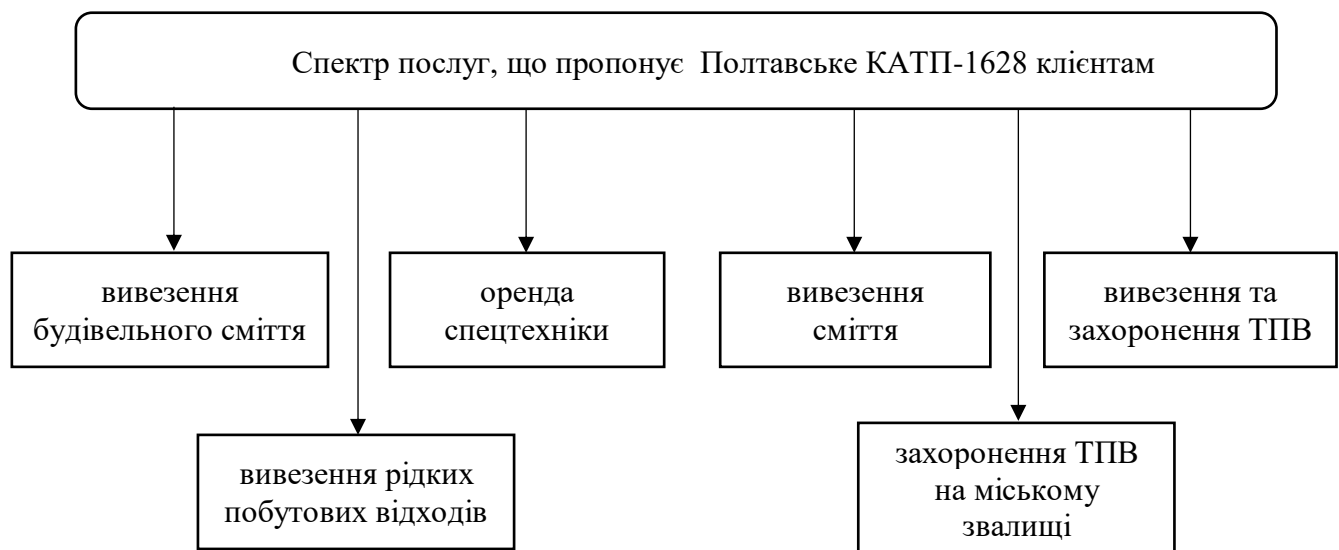 Спектр послуг, що пропонує Полтавське КАТП-1628 клієнтам
вивезення
будівельного сміття
оренда
спецтехніки
вивезення
сміття
вивезення та
захоронення ТПВ
вивезення рідких
побутових відходів
захоронення ТПВ
на міському
звалищі